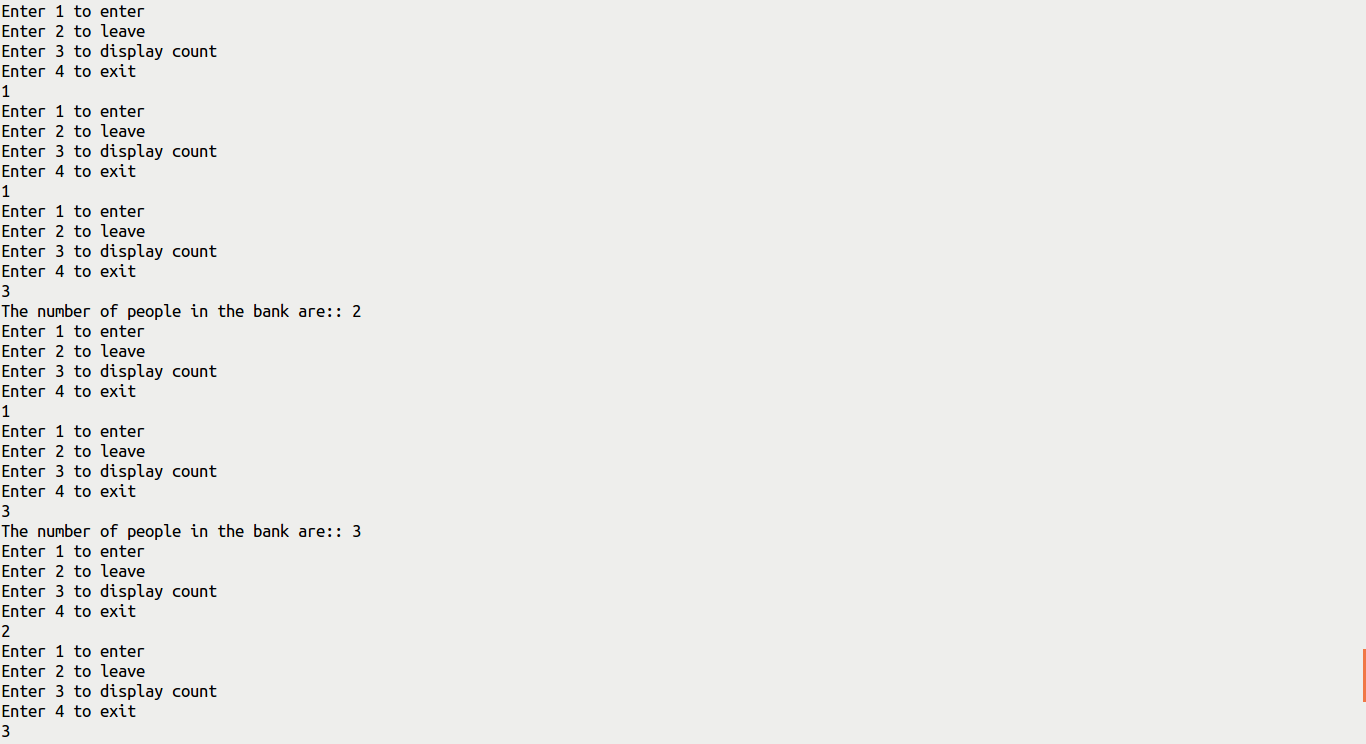 Enter 1 to enter
Enter 2 to leave
Enter 3 to display count
Enter 4 to exit
1
Enter 1 to enter
Enter 2 to leave
Enter 3 to display count
Enter 4 to exit
1
Enter 1 to enter
Enter 2 to leave
Enter 3 to display count
Enter 4 to exit
3
The number of people in the bank are:: 2
Enter 1 to enter
Enter 2 to leave
Enter 3 to display count
Enter 4 to exit
1
Enter 1 to enter
Enter 2 to leave
Enter 3 to display count
Enter 4 to exit
3
The number of people in the bank are:: 3
Enter 1 to enter
Enter 2 to leave
Enter 3 to display count
Enter 4 to exit
2
Enter 1 to enter
Enter 2 to leave
Enter 3 to display count
Enter 4 to exit
3